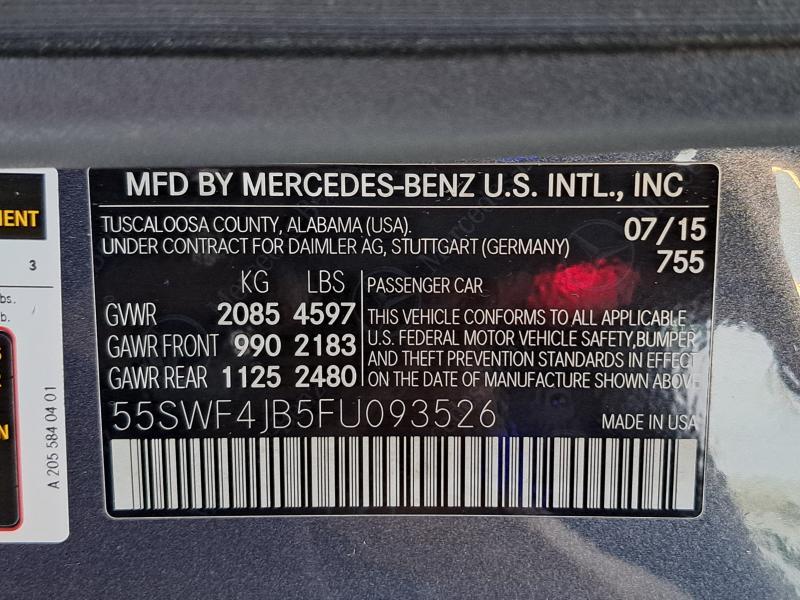 MFD BY MERCEDES-BENZ U.S. INTL., INC
TUSCALOOSA COUNTY, ALABAMA (USA).
UNDER CONTRACT FOR DAIMLER AG, STUTTGART (GERMANY)
07/15
755
KG LBS
GVWR 2085 4597
GAWR FRONT 990 2183
GAWR REAR 1125 2480
PASSENGER CAR
THIS VEHICLE CONFORMS TO ALL APPLICABLE
U.S. FEDERAL MOTOR VEHICLE SAFETY,BUMPER
AND THEFT PREVENTION STANDARDS IN EFFECT
ON DATE OF MANUFACTURE SHOWN ABOVE
55SWF4JB5FU093526
MADE IN USA
3
A 205 584 04 01